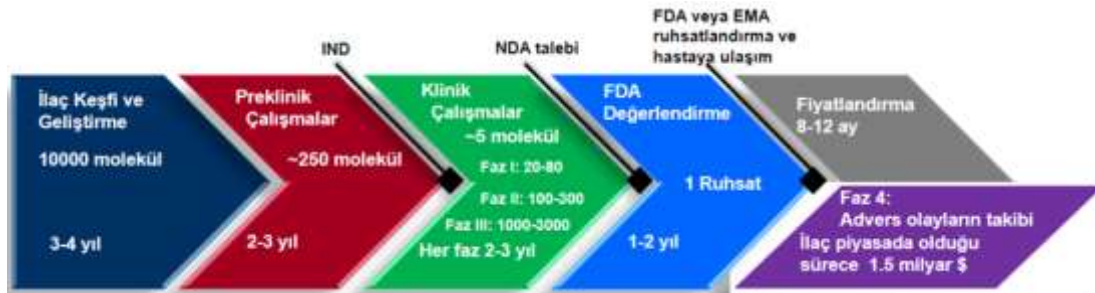 IND
NDA talebi
FDA veya EMA
ruhsatlandırma ve
hastaya ulaşım
İlaç Keşfi ve
Geliştirme
10000 molekül
3-4 yıl
Preklinik
Çalışmalar
~250 molekül
2-3 yıl
Klinik
Çalışmalar
~5 molekül
Faz I: 20-80
Faz II: 100-300
Faz III: 1000-3000
Her faz 2-3 yıl
FDA
Değerlendirme
1 Ruhsat
1-2 yıl
Fiyatlandırma
8-12 ay
Faz 4:
Advers olayların takibi
İlaç piyasada olduğu
sürece 1.5 milyar $